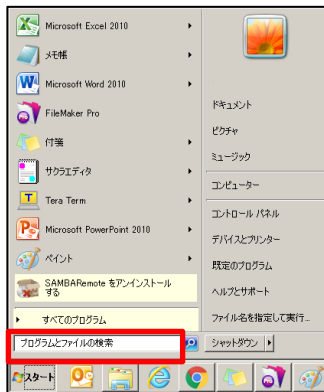 Microsoft Excel 2010
メモ帳
Microsoft Word 2010
FileMaker Pro
付箋
サクラエディタ
Tera Term
Microsoft PowerPoint 2010
ペイント
SAMBARemote をアンインストール
する
すべてのプログラム
プログラムとファイルの検索
ドキュメント
ピクチャ
ミュージック
コンピューター
コントロール パネル
デバイスとプリンター
既定のプログラム
ヘルプとサポート
ファイル名を指定して実行...
シャットダウン
スタート